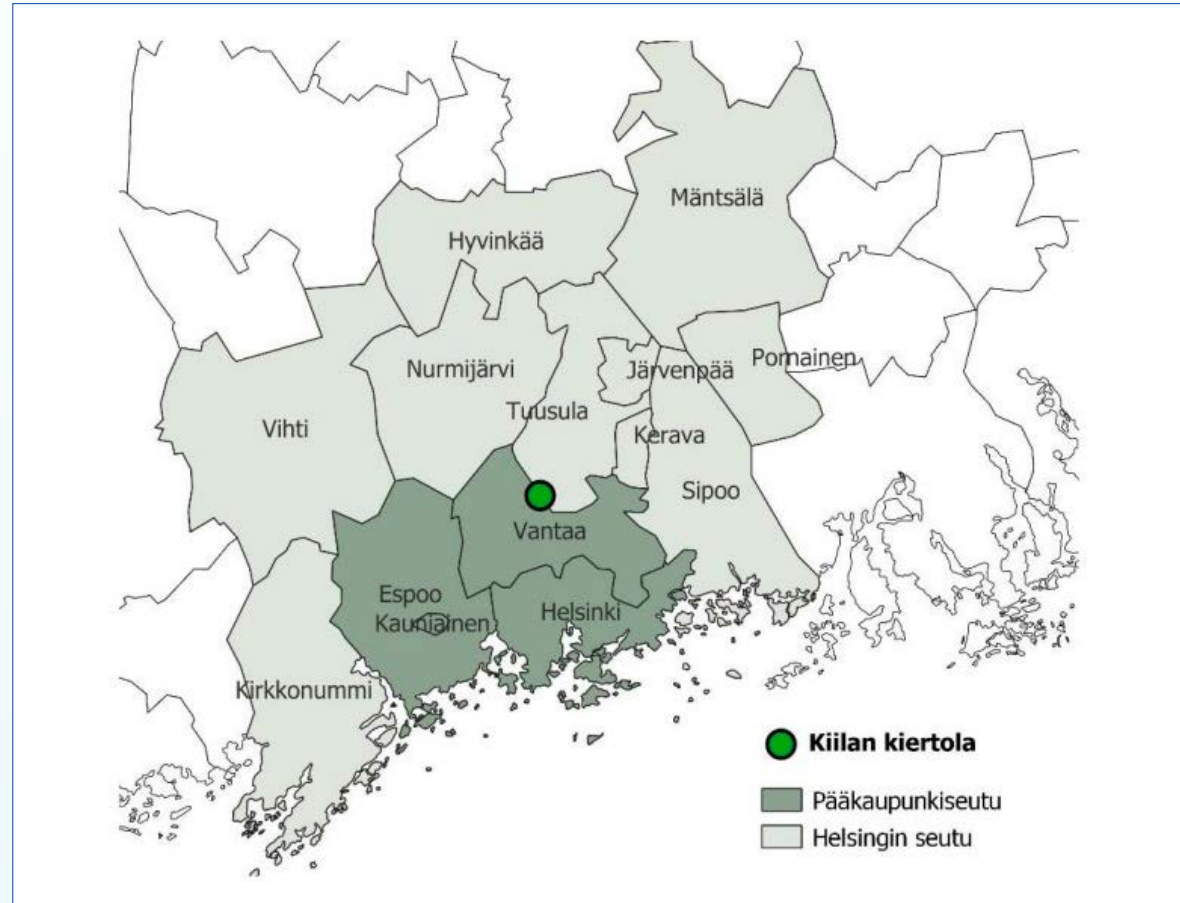 Mäntsälä
Hyvinkää
Nurmijärvi
Järvenpää
Pornainen
Tuusula
Vihti
Kerava
Sipoo
Vantaa
Espoo
Kauniainen
Helsinki
Kirkkonummi
Kiilan kiertola
Pääkaupunkiseutu
Helsingin seutu